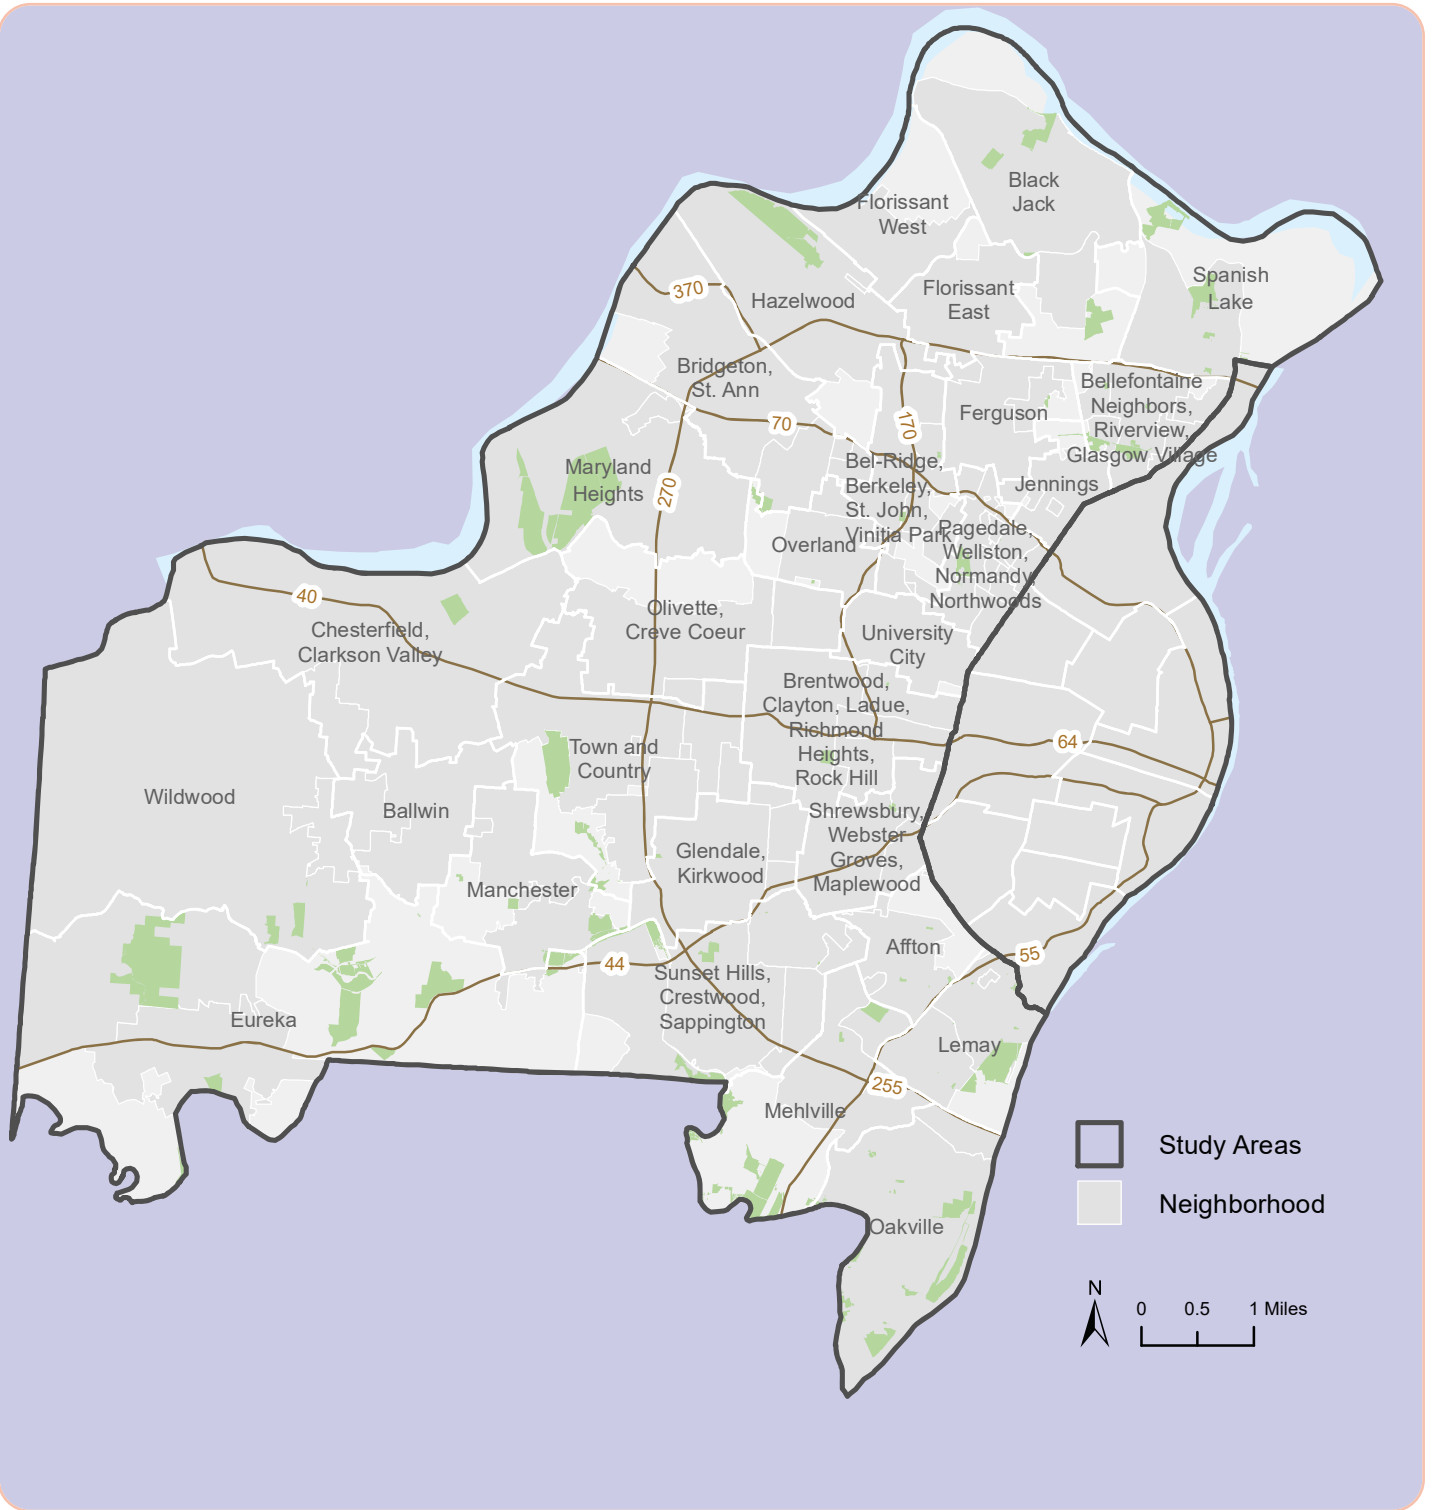 Black
Jack
Florissant
West
Spanish
Lake
370
Hazelwood
Florissant
East
Bridgeton,
St. Ann
Bellefontaine
Neighbors,
Riverview,
Glasgow Village
Ferguson
70
170
Maryland
Heights
270
Bel-Ridge,
Berkeley,
St. John,
Vinitia Park
Jennings
Overland
Pagedale,
Wellston,
Normandy,
Northwoods
40
Chesterfield,
Clarkson Valley
Olivette,
Creve Coeur
University
City
Brentwood,
Clayton, Ladue,
Richmond
Heights,
Rock Hill
64
Town and
Country
Wildwood
Ballwin
Shrewsbury,
Webster
Groves,
Maplewood
Glendale,
Kirkwood
Manchester
Affton
55
44
Sunset Hills,
Crestwood,
Sappington
Eureka
Lemay
255
Mehlville
Oakville
Study Areas
Neighborhood
N
0 0.5 1 Miles